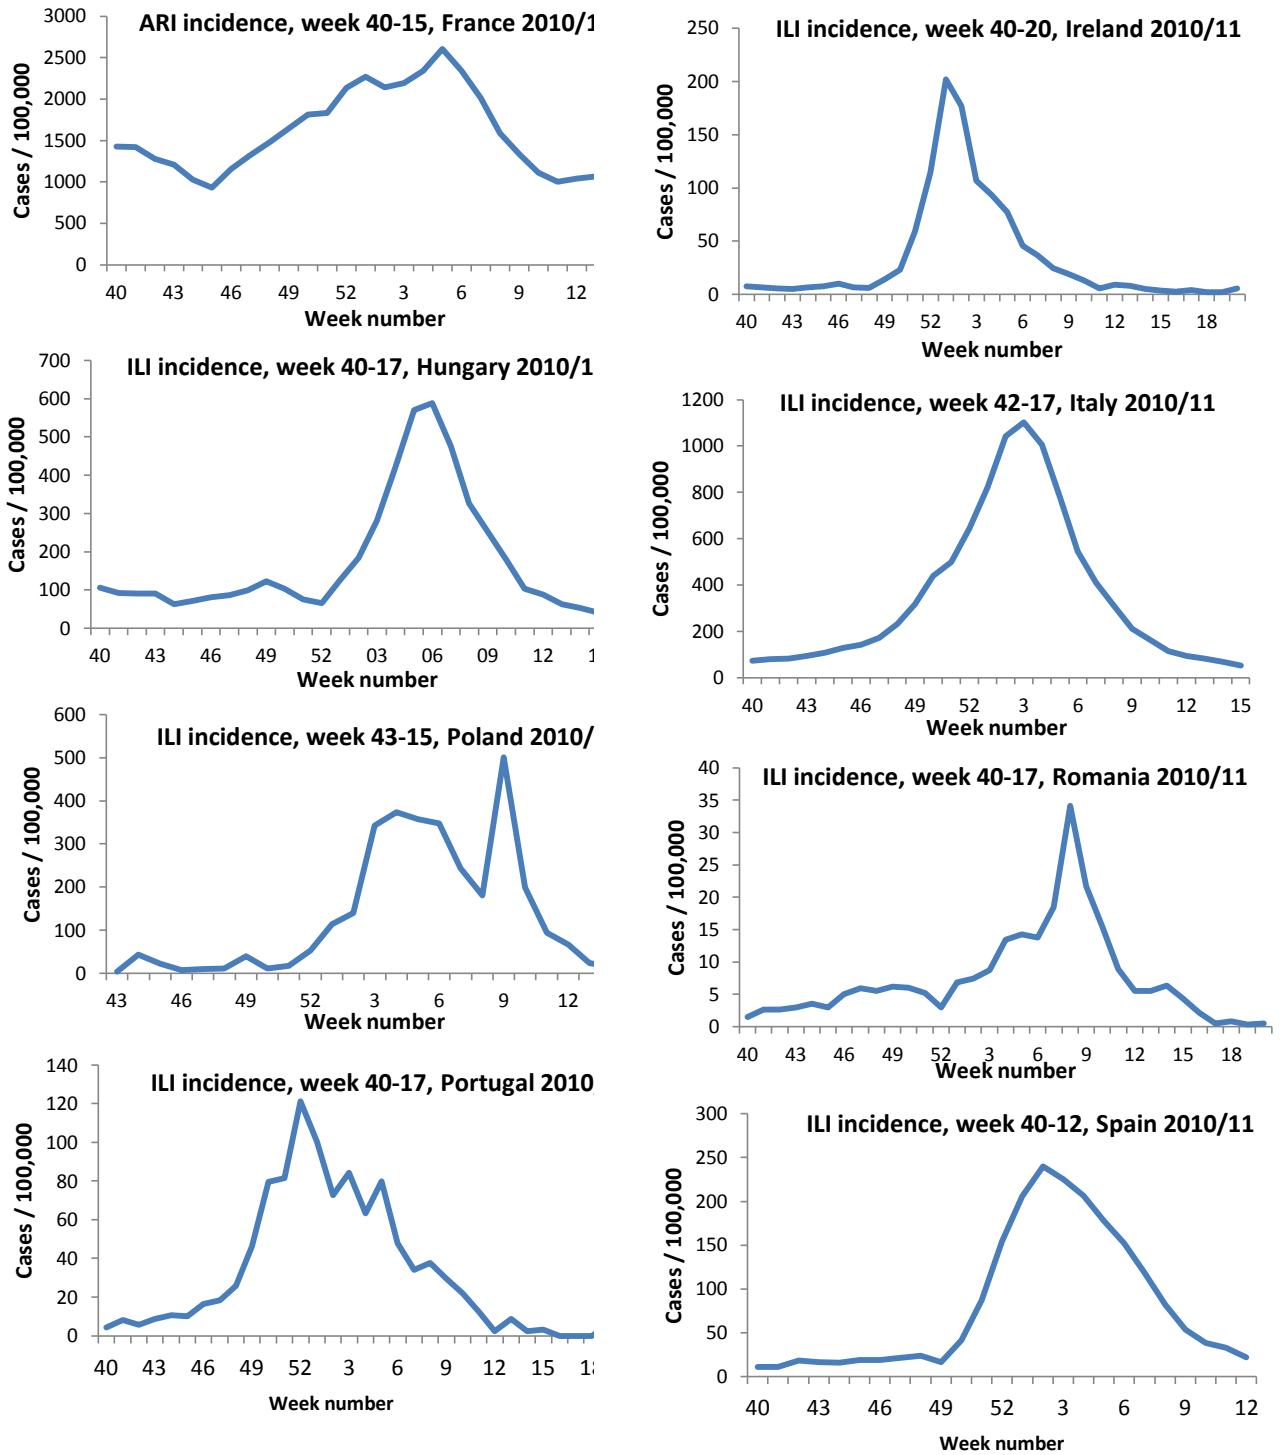 ARI incidence, week 40-15, France 2010/1
Cases / 100,000
3000
2500
2000
1500
1000
500
0
40 43 46 49 52 3 6 9 12
Week number
ILI incidence, week 40-20, Ireland 2010/11
Cases / 100,000
250
200
150
100
50
0
40 43 46 49 52 3 6 9 12 15 18
Week number
ILI incidence, week 40-17, Hungary 2010/1
Cases / 100,000
700
600
500
400
300
200
100
0
40 43 46 49 52 03 06 09 12 1
Week number
ILI incidence, week 42-17, Italy 2010/11
Cases / 100,000
1200
1000
800
600
400
200
0
40 43 46 49 52 3 6 9 12 15
Week number
ILI incidence, week 43-15, Poland 2010/
Cases / 100,000
600
500
400
300
200
100
0
43 46 49 52 3 6 9 12
Week number
ILI incidence, week 40-17, Romania 2010/11
Cases / 100,000
40
35
30
25
20
15
10
5
0
40 43 46 49 52 3 6 9 12 15 18
Week number
ILI incidence, week 40-17, Portugal 2010
Cases / 100,000
140
120
100
80
60
40
20
0
40 43 46 49 52 3 6 9 12 15 18
Week number
ILI incidence, week 40-12, Spain 2010/11
Cases / 100,000
300
250
200
150
100
50
0
40 43 46 49 52 3 6 9 12
Week number